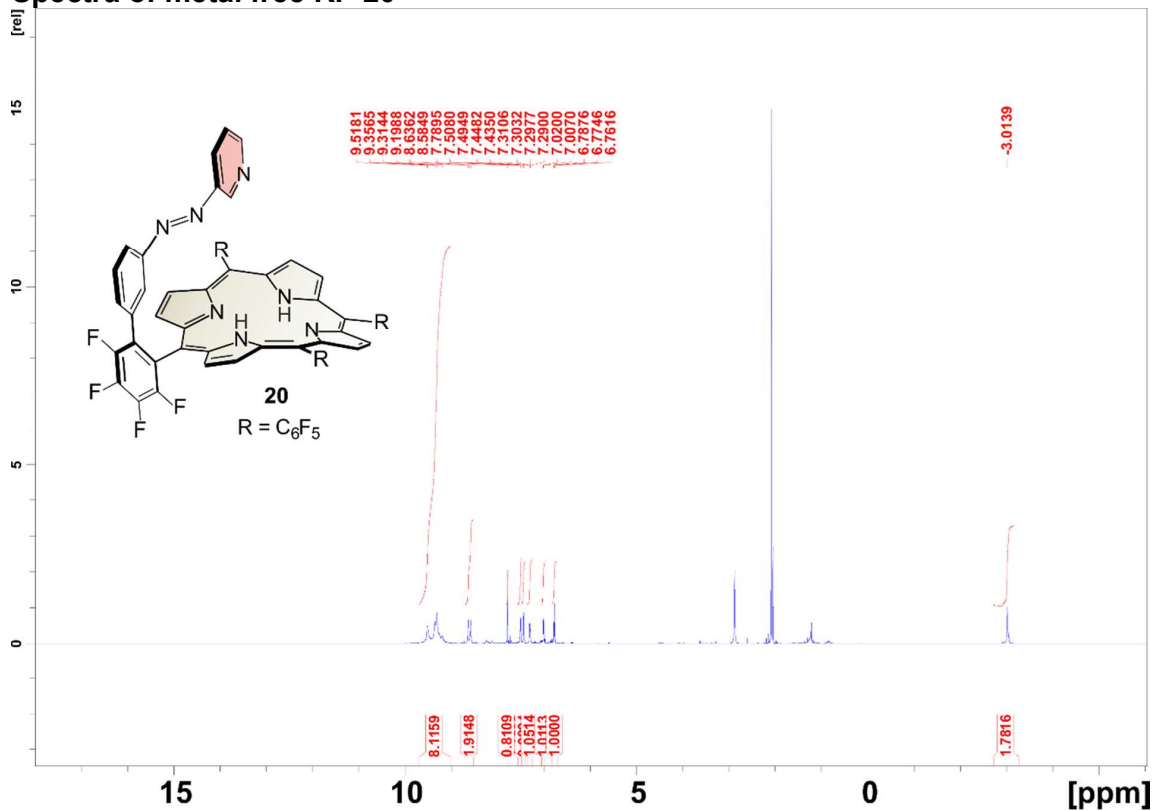 Spectra of metal free RP 20
[rel]
15
10
5
0
9.5181
9.3565
9.3144
9.1988
8.6362
8.5849
7.7895
7.5080
7.4949
7.4482
7.4350
7.3106
7.3032
7.2977
7.2900
7.0200
7.0070
6.7876
6.7746
6.7616
-3.0139
N
N
N
R
N
N
H
H
N
N
R
R
F
F
F
F
20
R = C6F5
8.1159
1.9148
0.8109
1.0514
1.0113
1.0000
1.7816
15
10
5
0
[ppm]